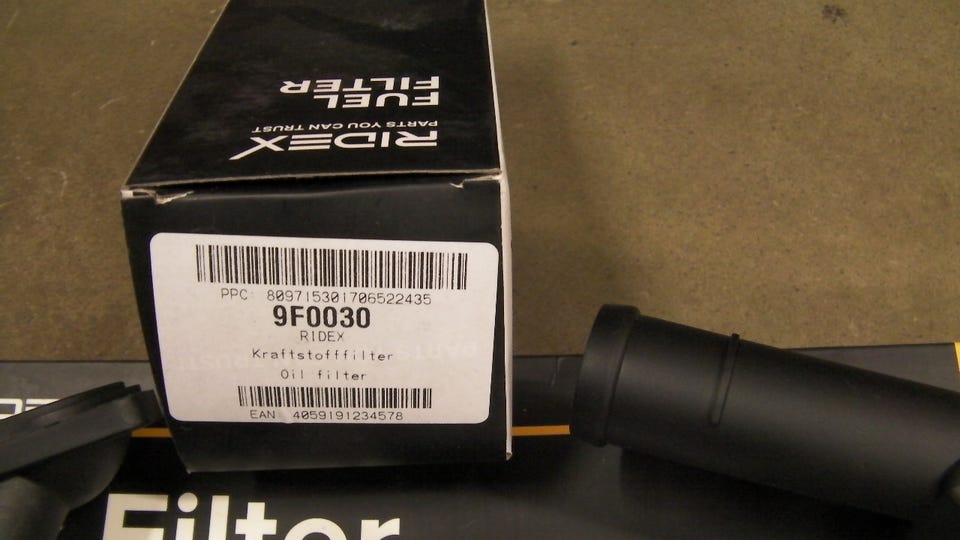 FUEL
FILTER
RIDEX
PARTS YOU CAN TRUST
PPC 809715301706522435
9F0030
RIDEX
Kraftstofffilter
Oil filter
EAN 4059191234578
Filter